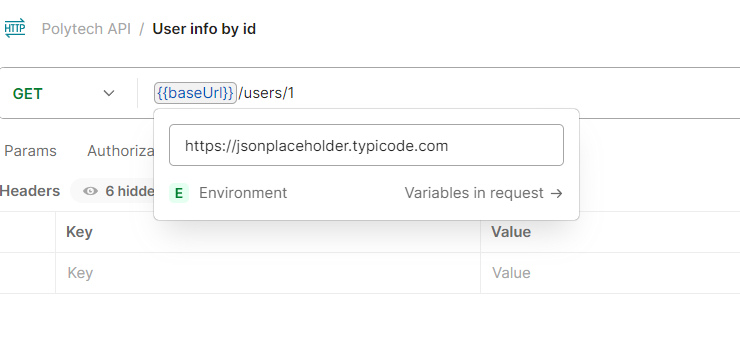 HTTP Polytech API / User info by id
GET {{baseUrl}}/users/1
https://jsonplaceholder.typicode.com
Params Authoriza
E Environment Variables in request →
Headers 6 hidde
Key Value
Key Value